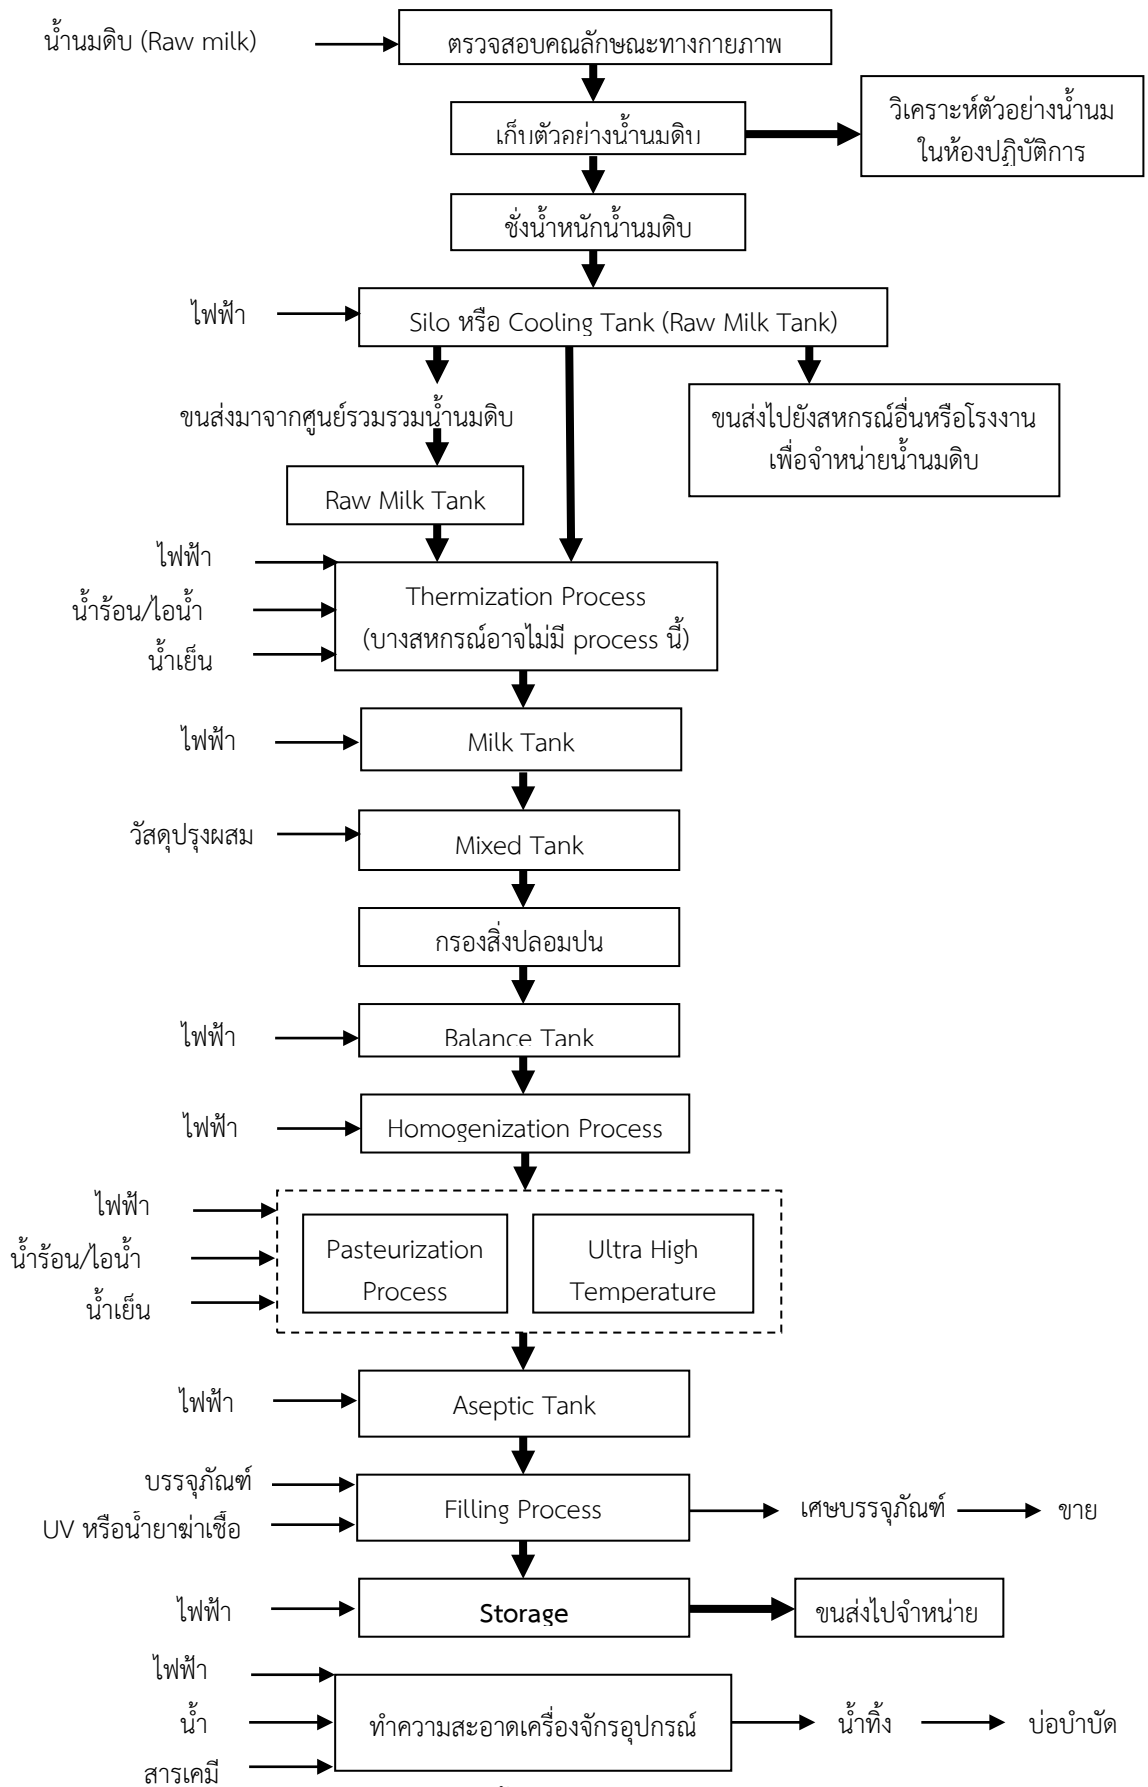 น้ำนมดิบ (Raw milk)
ตรวจสอบคณลักษณะทางกายภาพ
เก็บตัวอย่างน้ำนมดิบ
วิเคราะห์ตัวอย่างน้ำนม
ในห้องปฏิบัติการ
ชั่งน้ำหนักน้ำนมดิบ
ไฟฟ้า
Silo หรือ Cooling Tank (Raw Milk Tank)
ขนส่งมาจากศูนย์รวมรวมน้ำนมดิบ
ขนส่งไปยังสหกรณ์อื่นหรือโรงงาน
เพื่อจำหน่ายน้ำนมดิบ
Raw Milk Tank
ไฟฟ้า
น้ำร้อน/ไอน้ำ
น้ำเย็น
Thermization Process
(บางสหกรณ์อาจไม่มี process นี้)
ไฟฟ้า
Milk Tank
วัสดุปรุงผสม
Mixed Tank
กรองสิ่งปลอมปน
ไฟฟ้า
Balance Tank
ไฟฟ้า
Homogenization Process
ไฟฟ้า
น้ำร้อน/ไอน้ำ
น้ำเย็น
Pasteurization
Process
Ultra High
Temperature
ไฟฟ้า
Aseptic Tank
บรรจุภัณฑ์
UV หรือน้ำยาฆ่าเชื้อ
Filling Process
เศษบรรจุภัณฑ์
ขาย
ไฟฟ้า
Storage
ขนส่งไปจำหน่าย
ไฟฟ้า
น้ำ
สารเคมี
ทำความสะอาดเครื่องจักรอุปกรณ์
น้ำทิ้ง
บ่อบำบัด